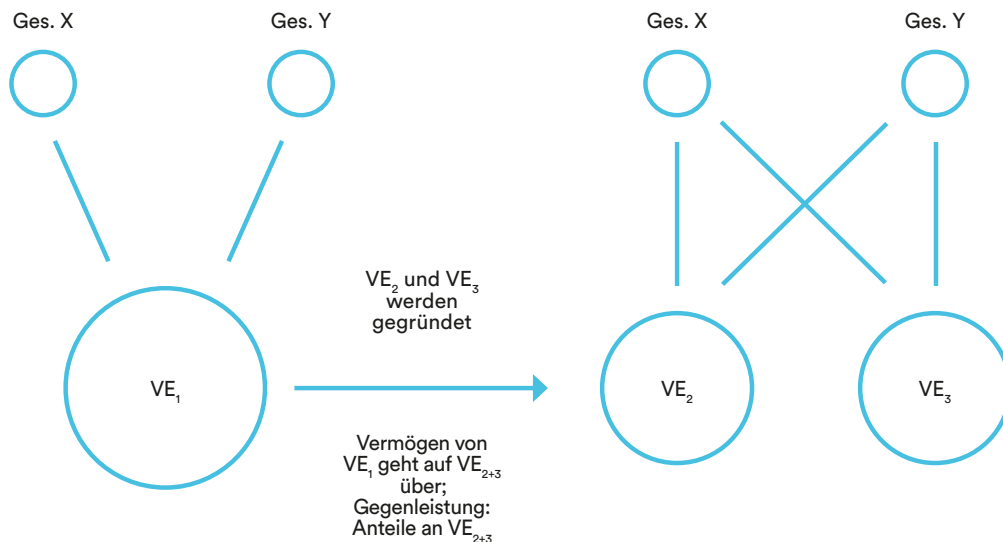 Ges. X
Ges. Y
Ges. X
Ges. Y
VE₂ und VE₃
werden
gegründet
VE₁
VE₂
VE₃
Vermögen von
VE₁ geht auf VE₂₊₃
über;
Gegenleistung:
Anteile an VE₂₊₃